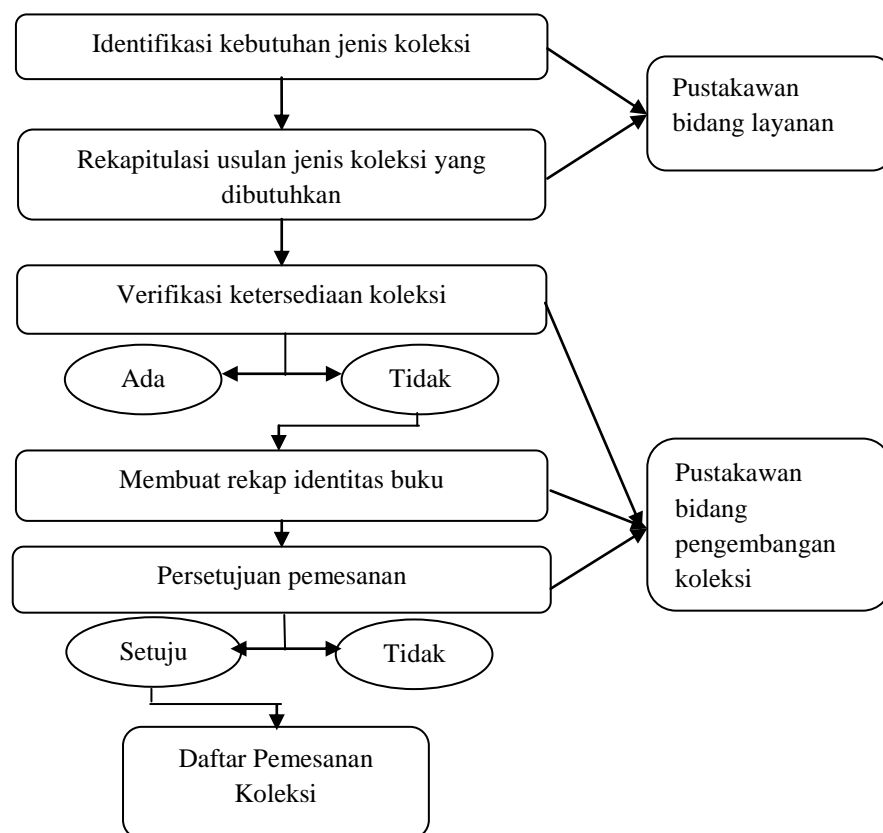 Identifikasi kebutuhan jenis koleksi
Pustakawan
bidang layanan
Rekapitulasi usulan jenis koleksi yang
dibutuhkan
Verifikasi ketersediaan koleksi
Ada
Tidak
Membuat rekap identitas buku
Pustakawan
bidang
pengembangan
koleksi
Persetujuan pemesanan
Setuju
Tidak
Daftar Pemesanan
Koleksi